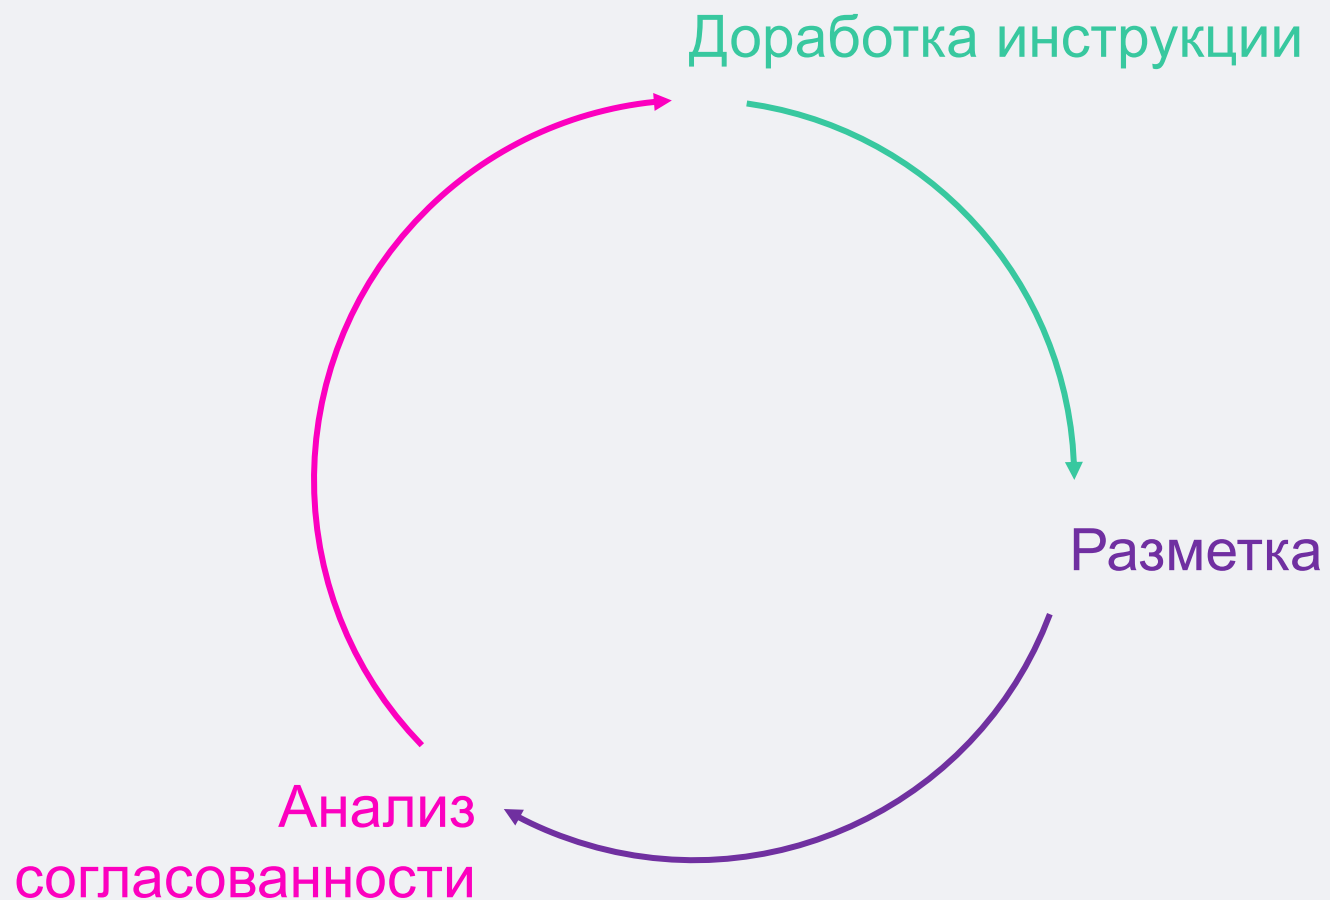 Доработка инструкции
Разметка
Анализ
согласованности